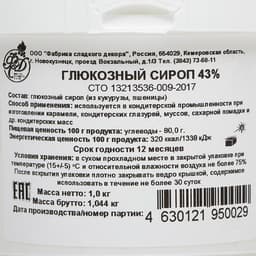 ООО "Фабрика сладкого декора", Россия, 654029, Кемеровская область,
г. Новокузнецк, проезд Вокзальный, д.1/3 Тел. (3843) 73-60-11
ФСД
ГЛЮКОЗНЫЙ СИРОП 43%
СТО 13213536-009-2017
Состав: глюкозный сироп (из кукурузы, пшеницы)
Способ применения: используется в кондитерской промышленности при
изготовлении карамели, кондитерских глазурей, муссов, сахарной помадки и
др. кондитерских масс
Пищевая ценность 100 г продукта: углеводы - 80,0 г.
Энергетическая ценность 100 г продукта: 320 ккал/1338 кДж
Срок годности 12 месяцев
Условия хранения: в сухом прохладном месте в закрытой упаковке при
температуре (15+/-5) °С и относительной влажности воздуха не более 75%
После вскрытия упаковки плотно закрывать ведро крышкой, содержимое
использовать в течение не более 30 суток
ЕАС
Масса нетто: 1,0 кг
Масса брутто: 1,044 кг
Дата производства/номер партии:
4 630121 950029